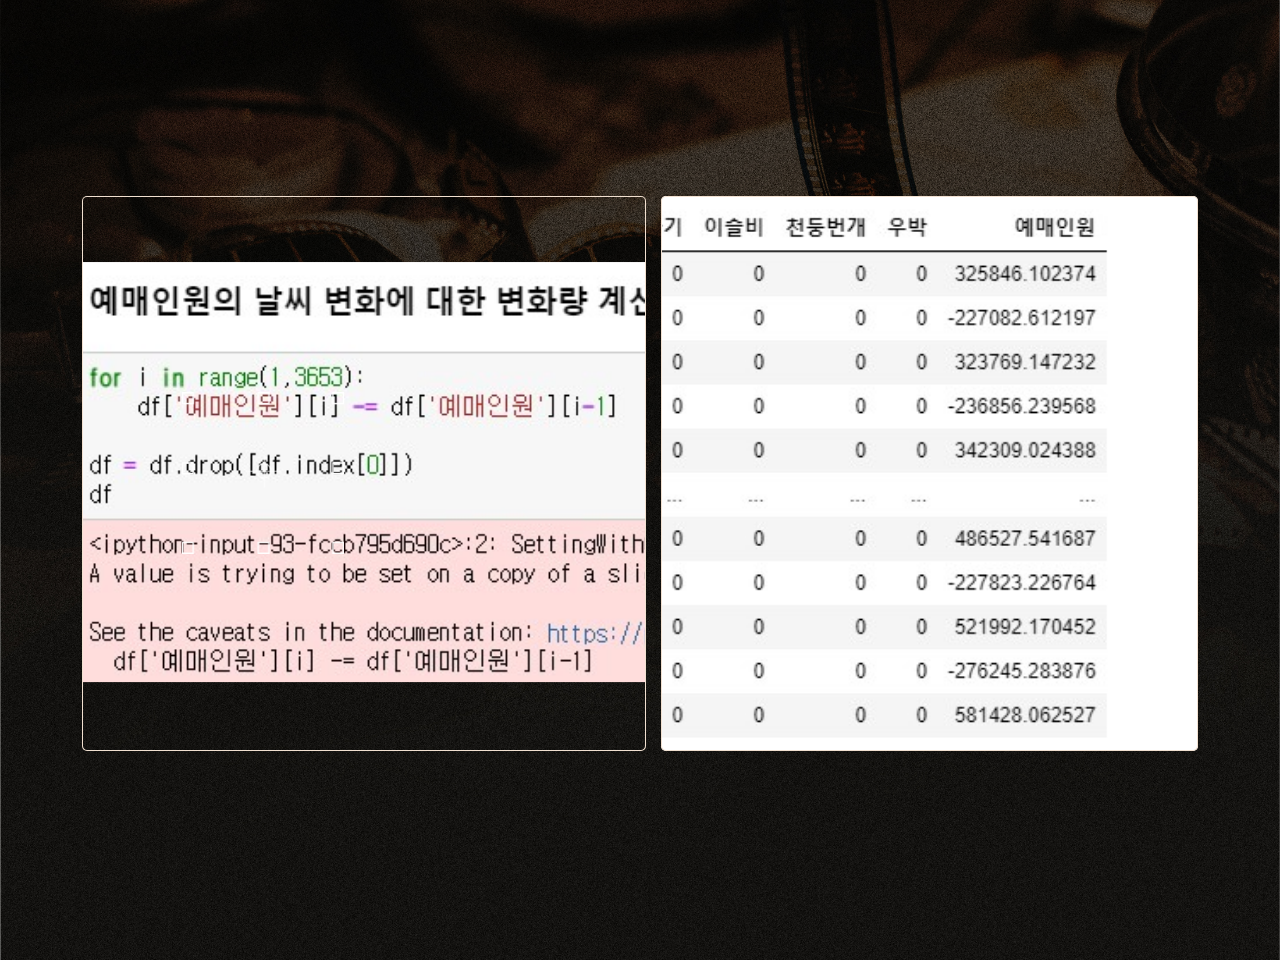 예매인원의 날씨 변화에 대한 변화량 계
for i in range(1,3653):
    df['예매인원'][i] -= df['예매인원'][i-1]
df = df.drop([df.index[0]])
df
<ipython-input-93-fccb795d690c>:2: SettingWith
A value is trying to be set on a copy of a sli
See the caveats in the documentation: https://
  df['예매인원'][i] -= df['예매인원'][i-1]
기 이슬비 천둥번개 우박 예매인원
0 0 0 0 325846.102374
0 0 0 0 -227082.612197
0 0 0 0 323769.147232
0 0 0 0 -236856.239568
0 0 0 0 342309.024388
... ... ... ... ...
0 0 0 0 486527.541687
0 0 0 0 -227823.226764
0 0 0 0 521992.170452
0 0 0 0 -276245.283876
0 0 0 0 581428.062527